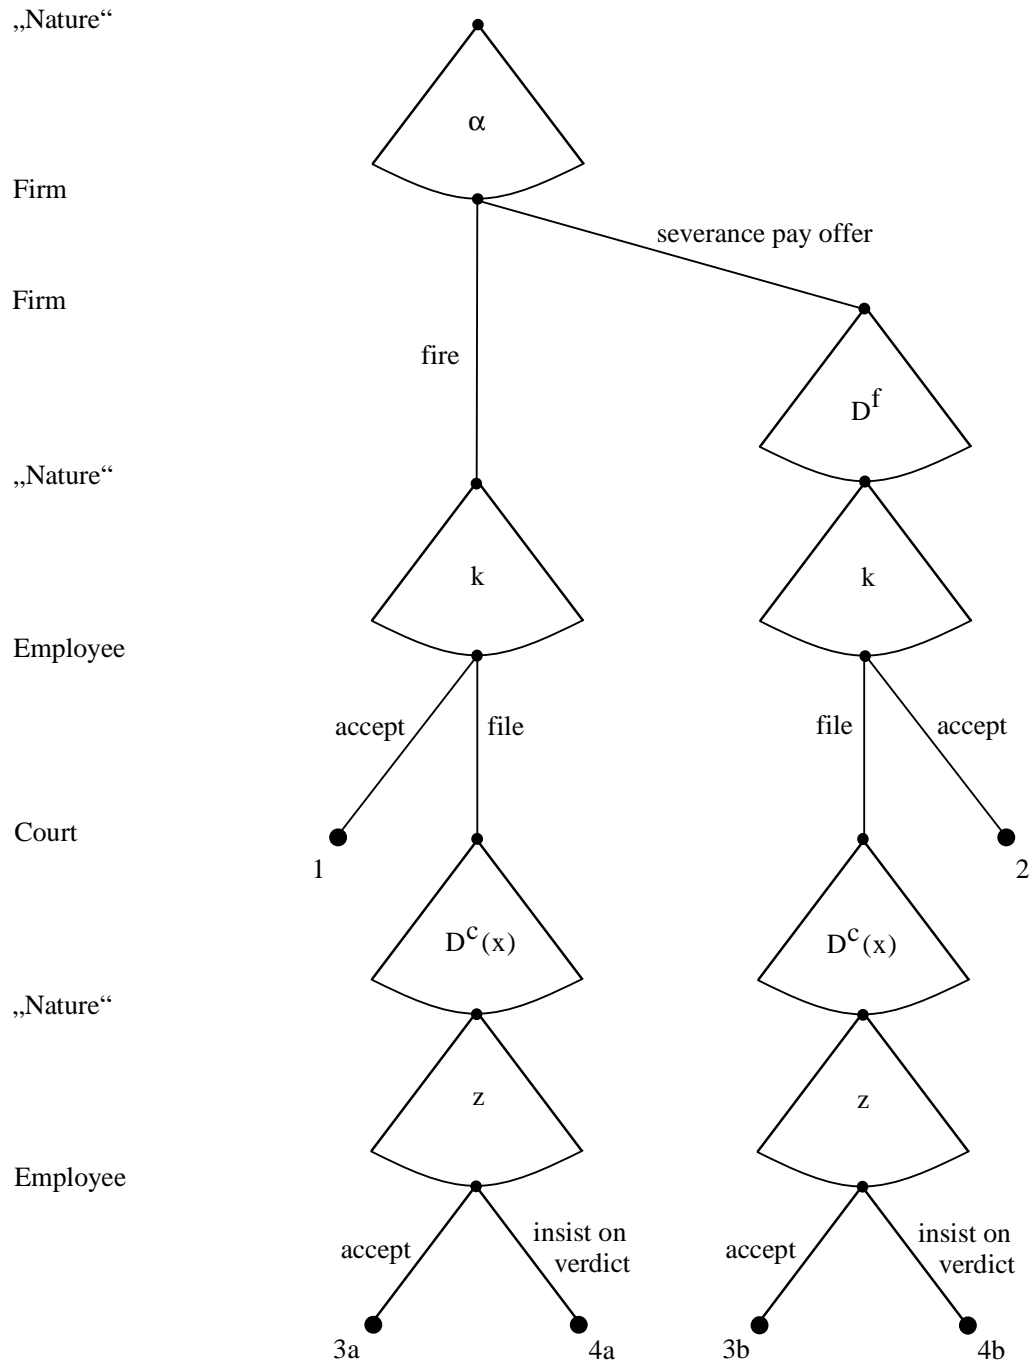 „Nature“
α
Firm
severance pay offer
Firm
fire
D^f
„Nature“
k
k
Employee
accept
file
file
accept
Court
1
2
D^c(x)
D^c(x)
„Nature“
z
z
Employee
accept
insist on
verdict
accept
insist on
verdict
3a
4a
3b
4b